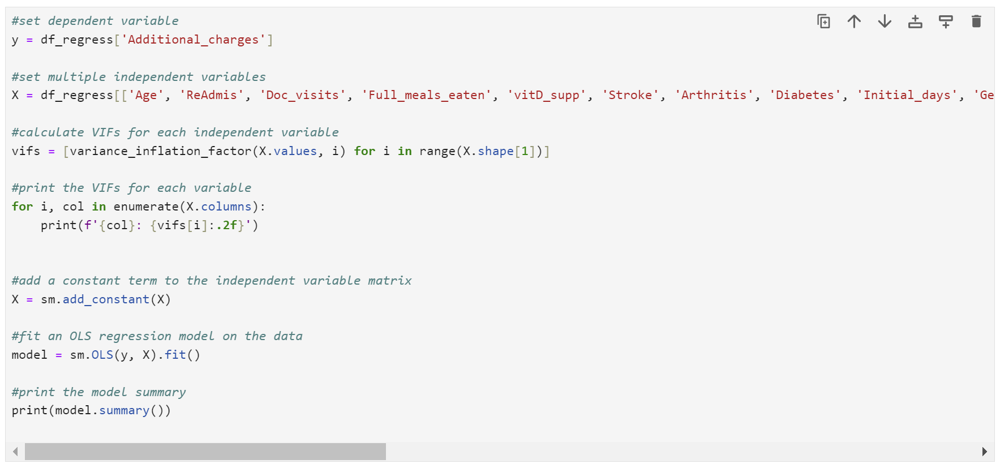 #set dependent variable
y = df_regress['Additional_charges']
#set multiple independent variables
X = df_regress[['Age', 'ReAdmis', 'Doc_visits', 'Full_meals_eaten', 'vitD_supp', 'Stroke', 'Arthritis', 'Diabetes', 'Initial_days', 'Ge
#calculate VIFs for each independent variable
vifs = [variance_inflation_factor(X.values, i) for i in range(X.shape[1])]
#print the VIFs for each variable
for i, col in enumerate(X.columns):
    print(f'{col}: {vifs[i]:.2f}')
#add a constant term to the independent variable matrix
X = sm.add_constant(X)
#fit an OLS regression model on the data
model = sm.OLS(y, X).fit()
#print the model summary
print(model.summary())